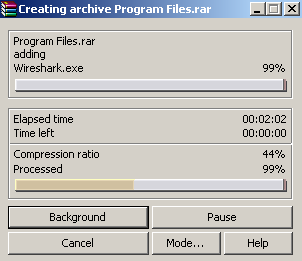 Creating archive Program Files.rar
Program Files.rar
adding
Wireshark.exe 99%
Elapsed time 00:02:02
Time left 00:00:00
Compression ratio 44%
Processed 99%
Background Pause
Cancel Mode... Help